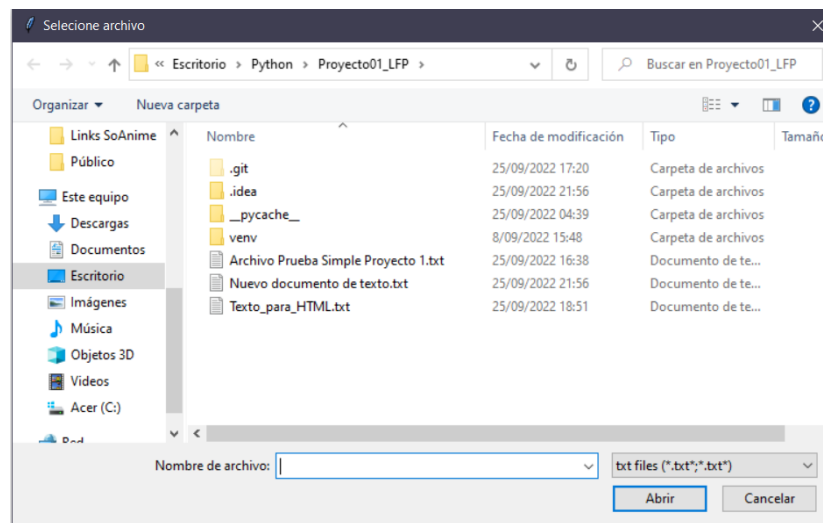 Selecione archivo
« Escritorio > Python > Proyecto01_LFP >
Buscar en Proyecto01_LFP
Organizar Nueva carpeta
Links SoAnime
Público
Este equipo
Descargas
Documentos
Escritorio
Imágenes
Música
Objetos 3D
Videos
Acer (C:)
Nombre Fecha de modificación Tipo Tamaño
.git 25/09/2022 17:20 Carpeta de archivos
.idea 25/09/2022 21:56 Carpeta de archivos
__pycache__ 25/09/2022 04:39 Carpeta de archivos
venv 8/09/2022 15:48 Carpeta de archivos
Archivo Prueba Simple Proyecto 1.txt 25/09/2022 16:38 Documento de te...
Nuevo documento de texto.txt 25/09/2022 21:56 Documento de te...
Texto_para_HTML.txt 25/09/2022 18:51 Documento de te...
Nombre de archivo: txt files (*.txt*;*.txt*)
Abrir Cancelar